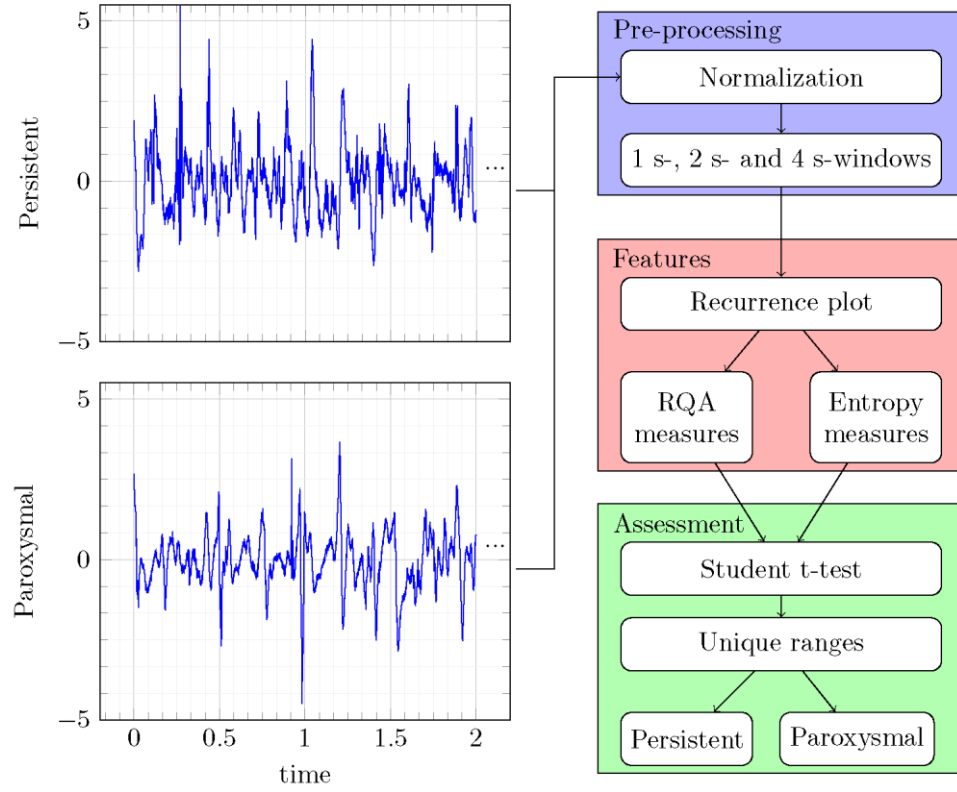 Persistent
5
0
−5
...
Paroxysmal
5
0
−5
...
0
0.5
1
1.5
2
time
Pre-processing
Normalization
1 s-, 2 s- and 4 s-windows
Features
Recurrence plot
RQA
measures
Entropy
measures
Assessment
Student t-test
Unique ranges
Persistent
Paroxysmal